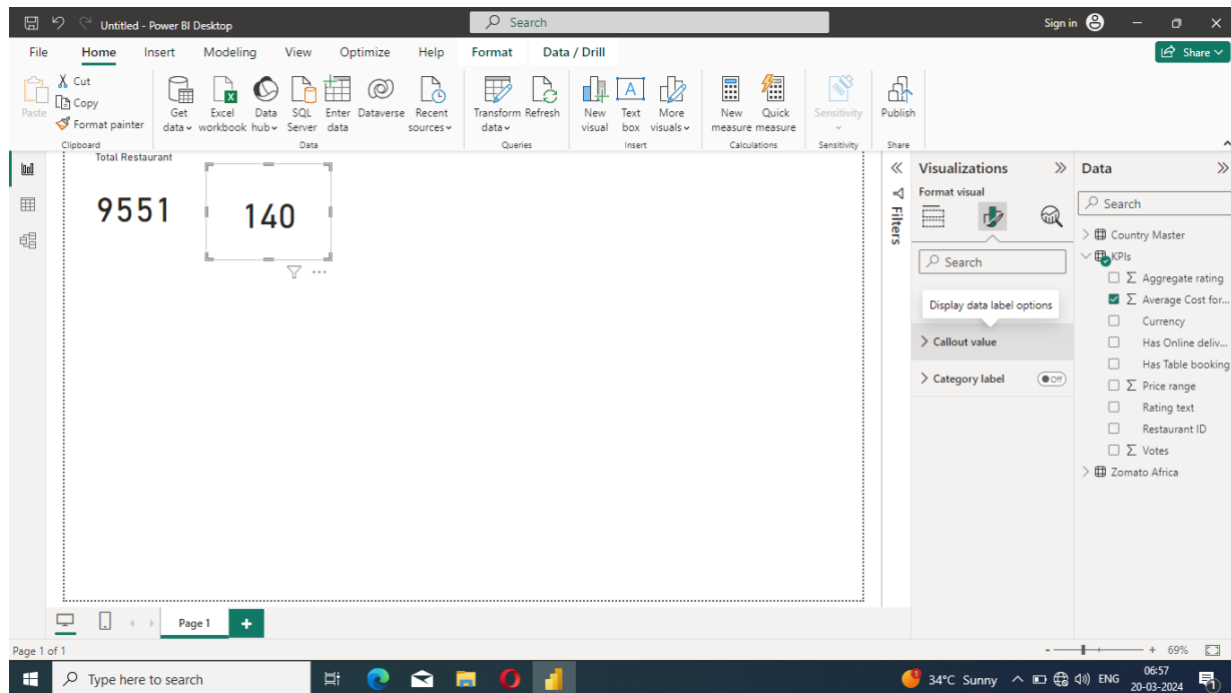 Untitled - Power BI Desktop
Search
Sign in
File Home Insert Modeling View Optimize Help Format Data / Drill
Share
Paste
Cut
Copy
Format painter
Clipboard
Get data
Excel workbook
Data hub
SQL Server
Enter data
Dataverse
Recent sources
Data
Transform data
Refresh
Queries
New visual
A
Text box
More visuals
Insert
New measure
Quick measure
Calculations
Sensitivity
Sensitivity
Publish
Share
Total Restaurant
9551
140
Filters
Visualizations
Format visual
Search
Display data label options
Callout value
Category label
Off
Data
Search
Country Master
KPIs
Σ Aggregate rating
Σ Average Cost for...
Currency
Has Online deliv...
Has Table booking
Σ Price range
Rating text
Restaurant ID
Σ Votes
Zomato Africa
Page 1
Page 1 of 1
- + 69%
Type here to search
34°C Sunny
ENG
06:57
20-03-2024